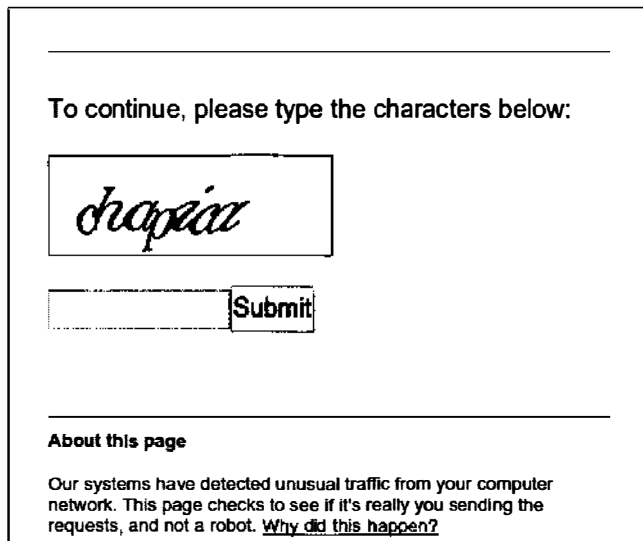 To continue, please type the characters below:
Submit
About this page
Our systems have detected unusual traffic from your computer
network. This page checks to see if it's really you sending the
requests, and not a robot. Why did this happen?